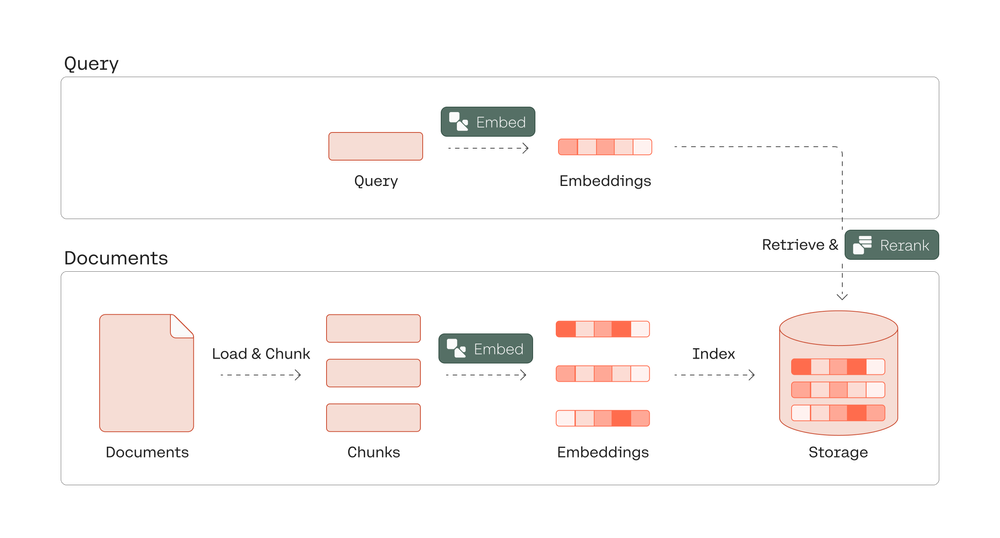 Query
Embed
Query
Embeddings
Retrieve & Rerank
Documents
Load & Chunk
Embed
Index
Documents
Chunks
Embeddings
Storage